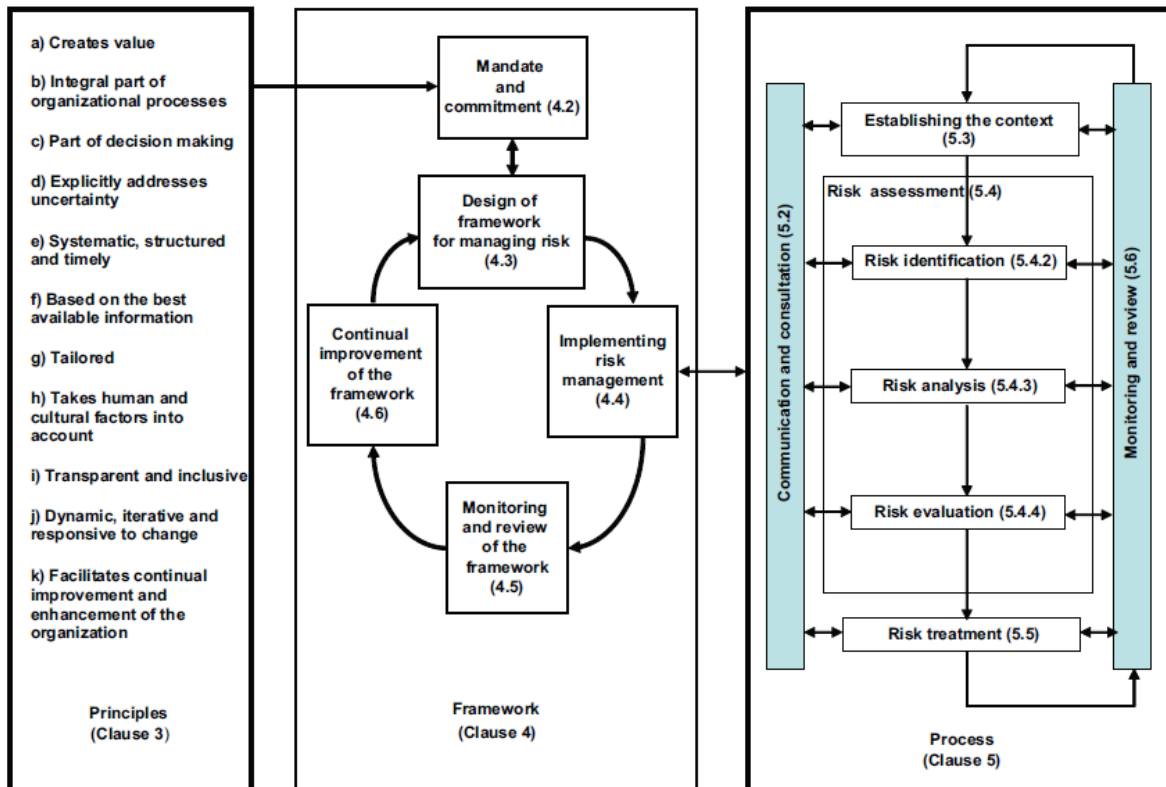 a) Creates value
b) Integral part of
organizational processes
c) Part of decision making
d) Explicitly addresses
uncertainty
e) Systematic, structured
and timely
f) Based on the best
available information
g) Tailored
h) Takes human and
cultural factors into
account
i) Transparent and inclusive
j) Dynamic, iterative and
responsive to change
k) Facilitates continual
improvement and
enhancement of the
organization
Principles
(Clause 3)
Mandate
and
commitment (4.2)
Design of
framework
for managing risk
(4.3)
Implementing
risk
management
(4.4)
Monitoring
and review
of the
framework
(4.5)
Continual
improvement
of the
framework
(4.6)
Framework
(Clause 4)
Communication and consultation (5.2)
Establishing the context
(5.3)
Risk assessment (5.4)
Risk identification (5.4.2)
Risk analysis (5.4.3)
Risk evaluation (5.4.4)
Risk treatment (5.5)
Monitoring and review (5.6)
Process
(Clause 5)